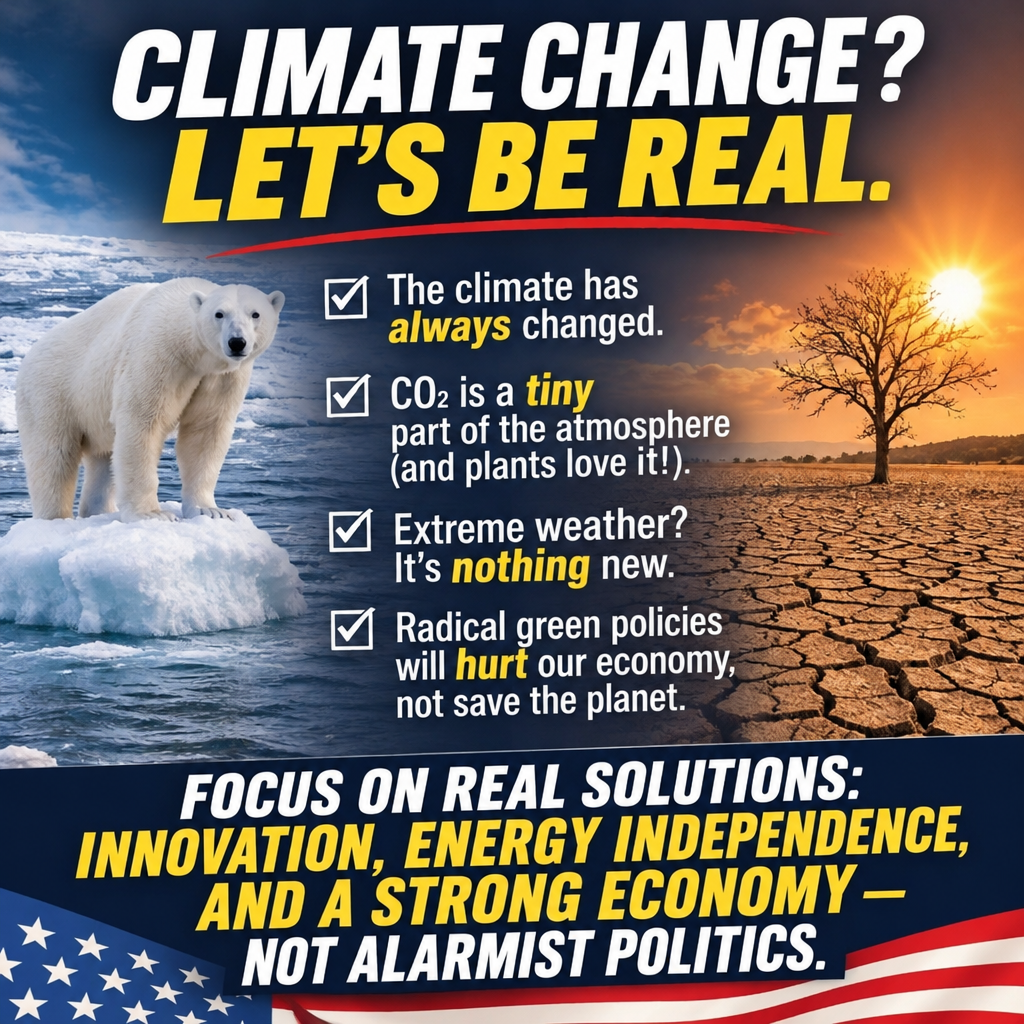 CLIMATE CHANGE?
LET'S BE REAL.
The climate has
always changed.
CO₂ is a tiny
part of the atmosphere
(and plants love it!).
Extreme weather?
It's nothing new.
Radical green policies
will hurt our economy,
not save the planet.
FOCUS ON REAL SOLUTIONS:
INNOVATION, ENERGY INDEPENDENCE,
AND A STRONG ECONOMY —
NOT ALARMIST POLITICS.